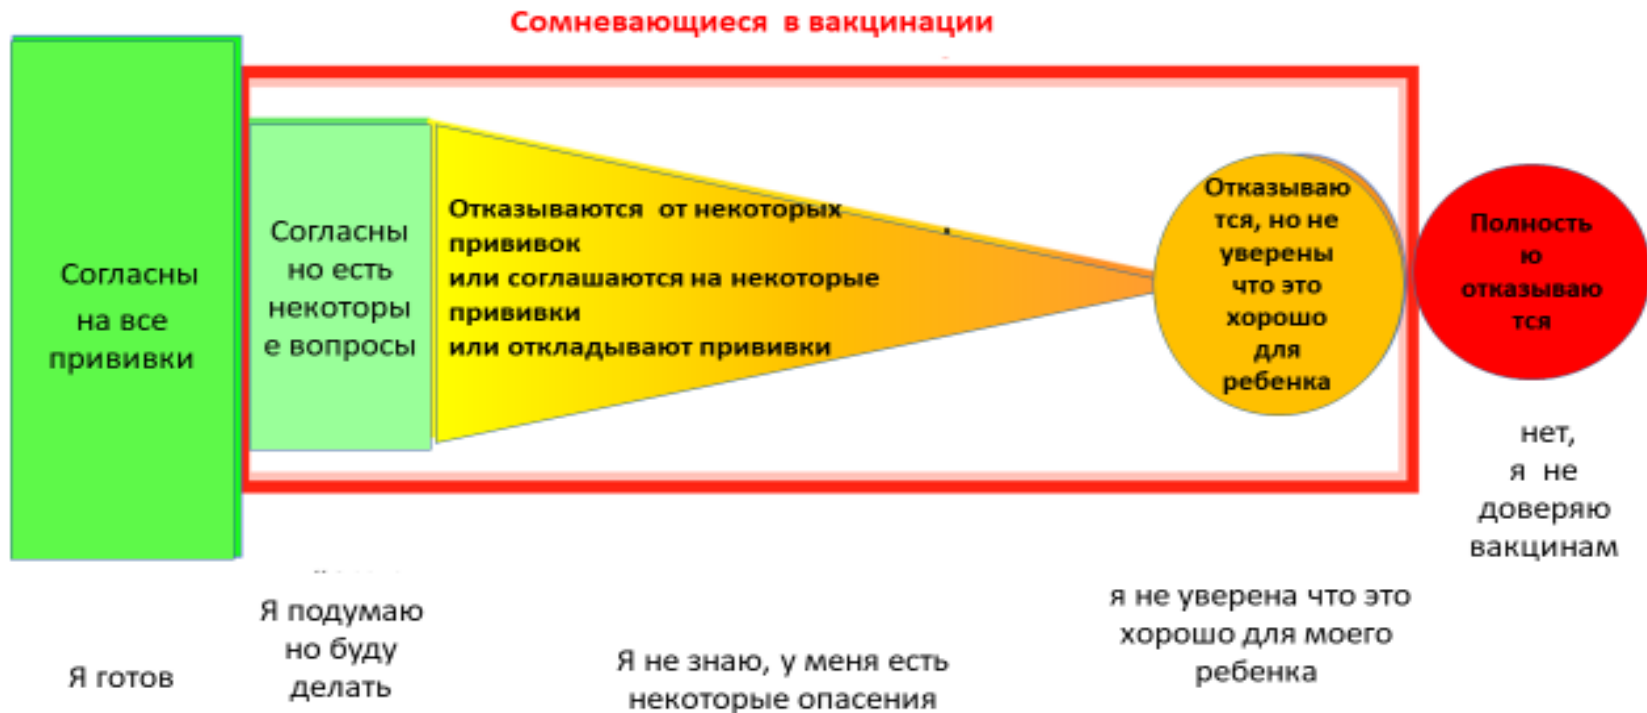 Сомневающиеся в вакцинации
Согласны
на все
прививки
Согласны
но есть
некоторы
е вопросы
Отказываются от некоторых
прививок
или соглашаются на некоторые
прививки
или откладывают прививки
Отказываю
тся, но не
уверены
что это
хорошо
для
ребенка
Полность
ю
отказываю
тся
нет,
я не
доверяю
вакцинам
Я готов
Я подумаю
но буду
делать
Я не знаю, у меня есть
некоторые опасения
я не уверена что это
хорошо для моего
ребенка